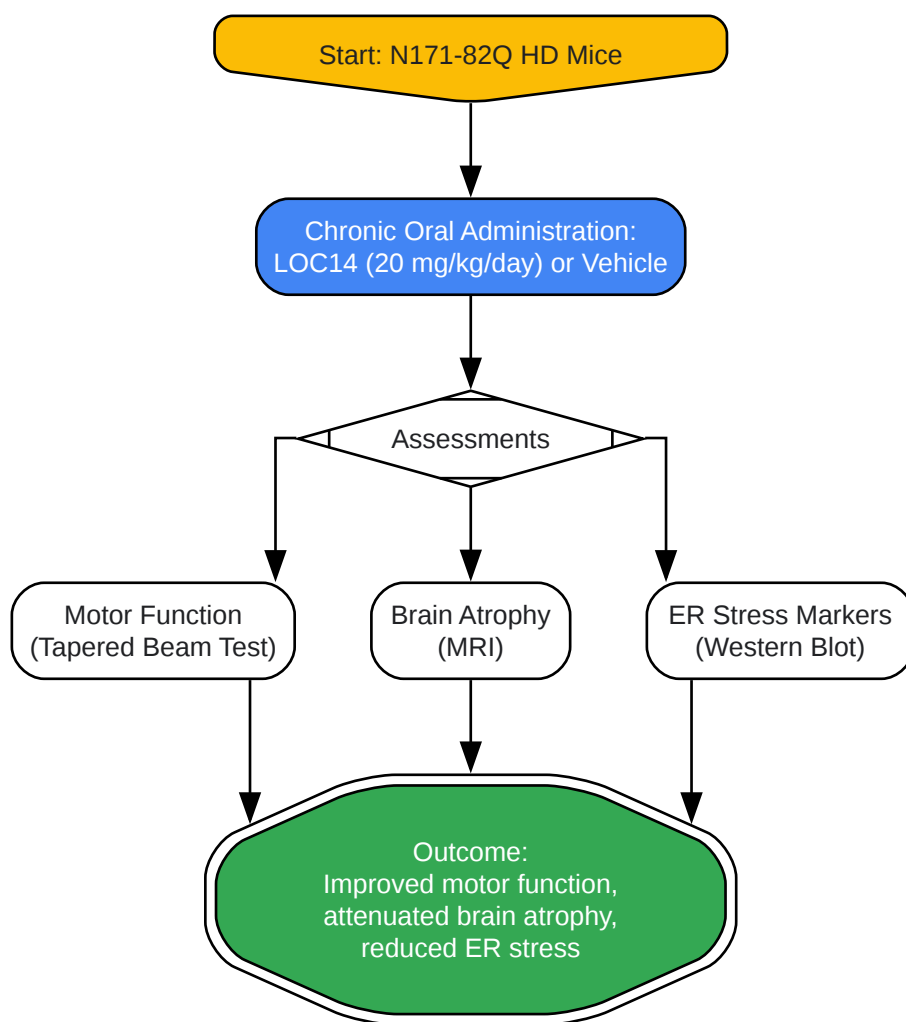 Start: N171-82Q HD Mice
Chronic Oral Administration:
LOC14 (20 mg/kg/day) or Vehicle
Assessments
Motor Function
(Tapered Beam Test)
Brain Atrophy
(MRI)
ER Stress Markers
(Western Blot)
Outcome:
Improved motor function,
attenuated brain atrophy,
reduced ER stress